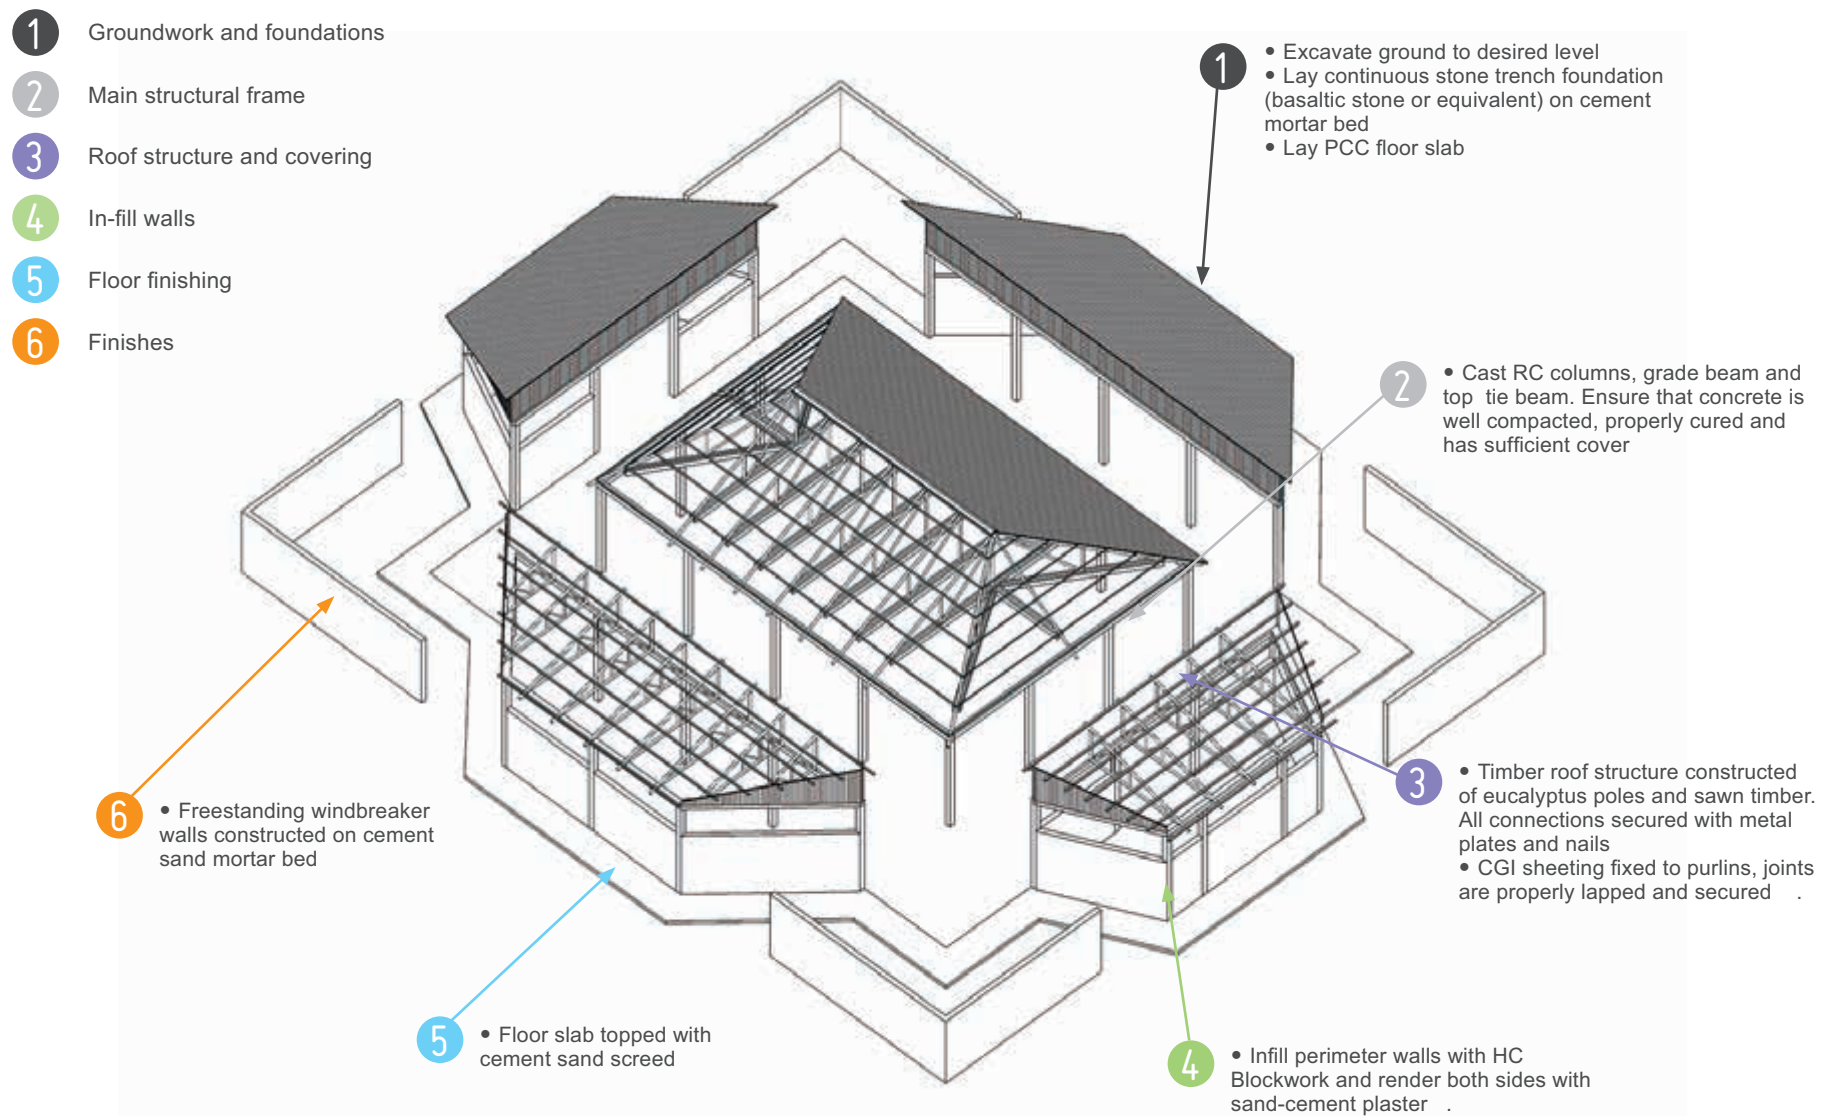 1 Groundwork and foundations
2 Main structural frame
3 Roof structure and covering
4 In-fill walls
5 Floor finishing
6 Finishes
1
• Excavate ground to desired level
• Lay continuous stone trench foundation
(basaltic stone or equivalent) on cement
mortar bed
• Lay PCC floor slab
2
• Cast RC columns, grade beam and
top tie beam. Ensure that concrete is
well compacted, properly cured and
has sufficient cover
3
• Timber roof structure constructed
of eucalyptus poles and sawn timber.
All connections secured with metal
plates and nails
• CGI sheeting fixed to purlins, joints
are properly lapped and secured .
6
• Freestanding windbreaker
walls constructed on cement
sand mortar bed
5
• Floor slab topped with
cement sand screed
4
• Infill perimeter walls with HC
Blockwork and render both sides with
sand-cement plaster .